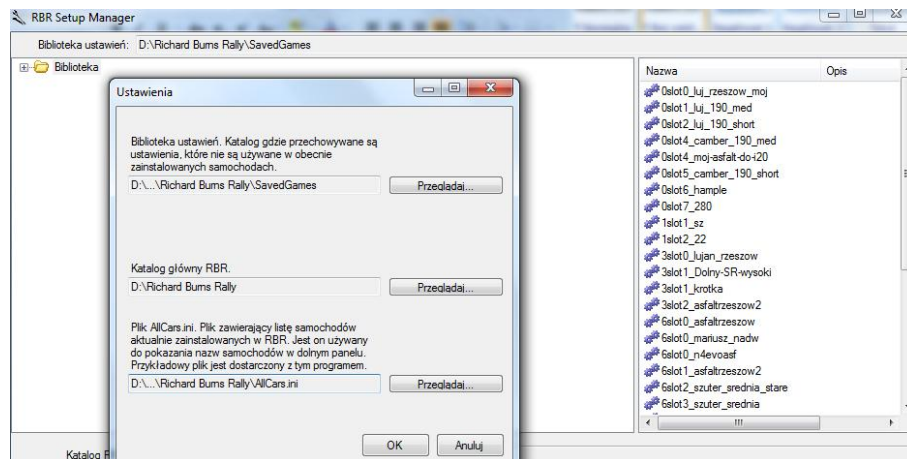 RBR Setup Manager
Biblioteka ustawień: D:\Richard Burns Rally\SavedGames
Biblioteka
Ustawienia
Biblioteka ustawień. Katalog gdzie przechowywane są
ustawienia, które nie są używane w obecnie
zainstalowanych samochodach.
D:\...\Richard Burns Rally\SavedGames
Przeglądaj...
Katalog główny RBR.
D:\Richard Burns Rally
Przeglądaj...
Plik AllCars.ini. Plik zawierający listę samochodów
aktualnie zainstalowanych w RBR. Jest on używany
do pokazania nazw samochodów w dolnym panelu.
Przykładowy plik jest dostarczony z tym programem.
D:\...\Richard Burns Rally\AllCars.ini
Przeglądaj...
OK Anuluj
Nazwa Opis
0slot0_luj_rzeszow_moj
0slot1_luj_190_med
0slot2_luj_190_short
0slot4_camber_190_med
0slot4_moj-asfalt-do-i20
0slot5_camber_190_short
0slot6_hample
0slot7_280
1slot1_sz
1slot2_22
3slot0_lujan_rzeszow
3slot1_Dolny-SR-wysoki
3slot1_krotka
3slot2_asfaltrzeszow2
6slot0_asfaltrzeszow
6slot0_mariusz_nadw
6slot0_n4evoasf
6slot1_asfaltrzeszow2
6slot2_szuter_srednia_stare
6slot3_szuter_srednia
Katalog